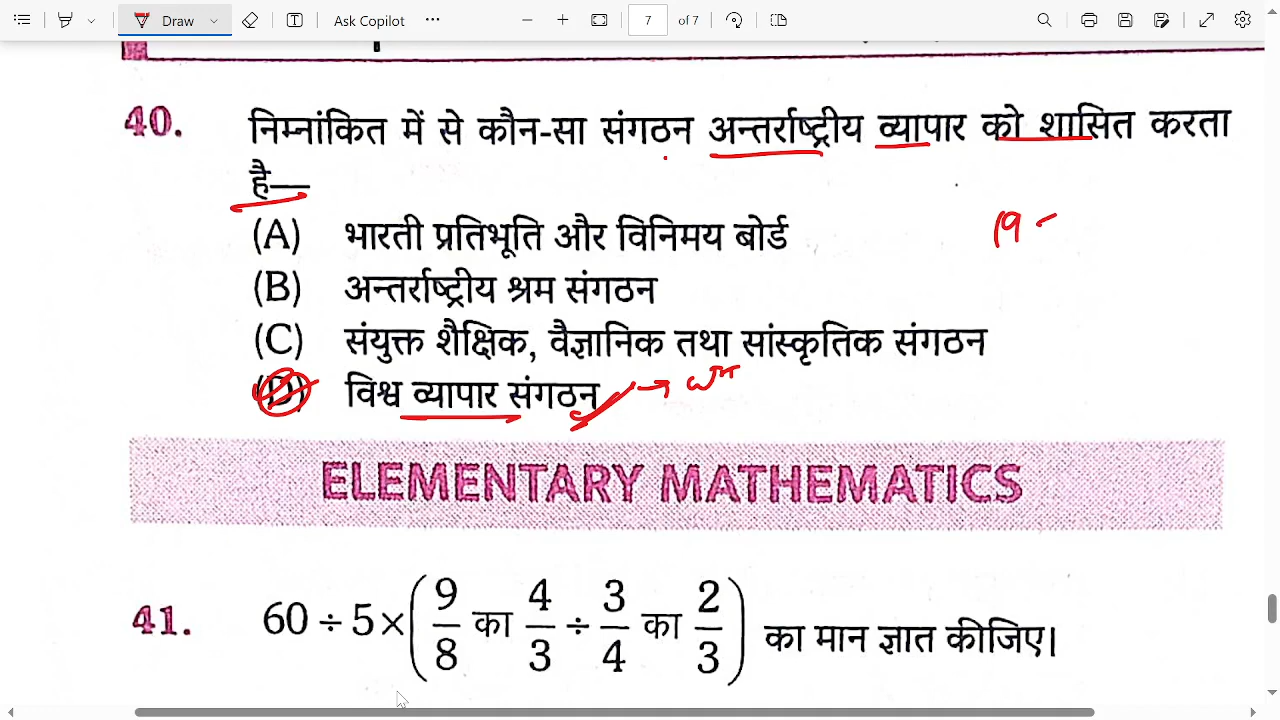 Draw
Ask Copilot
7
of 7
40. निम्नांकित में से कौन-सा संगठन अन्तर्राष्ट्रीय व्यापार को शासित करता
है—
(A) भारती प्रतिभूति और विनिमय बोर्ड
(B) अन्तर्राष्ट्रीय श्रम संगठन
(C) संयुक्त शैक्षिक, वैज्ञानिक तथा सांस्कृतिक संगठन
(D) विश्व व्यापार संगठन
19
ELEMENTARY MATHEMATICS
41. 60 ÷ 5 × (9/8 का 4/3 ÷ 3/4 का 2/3) का मान ज्ञात कीजिए।